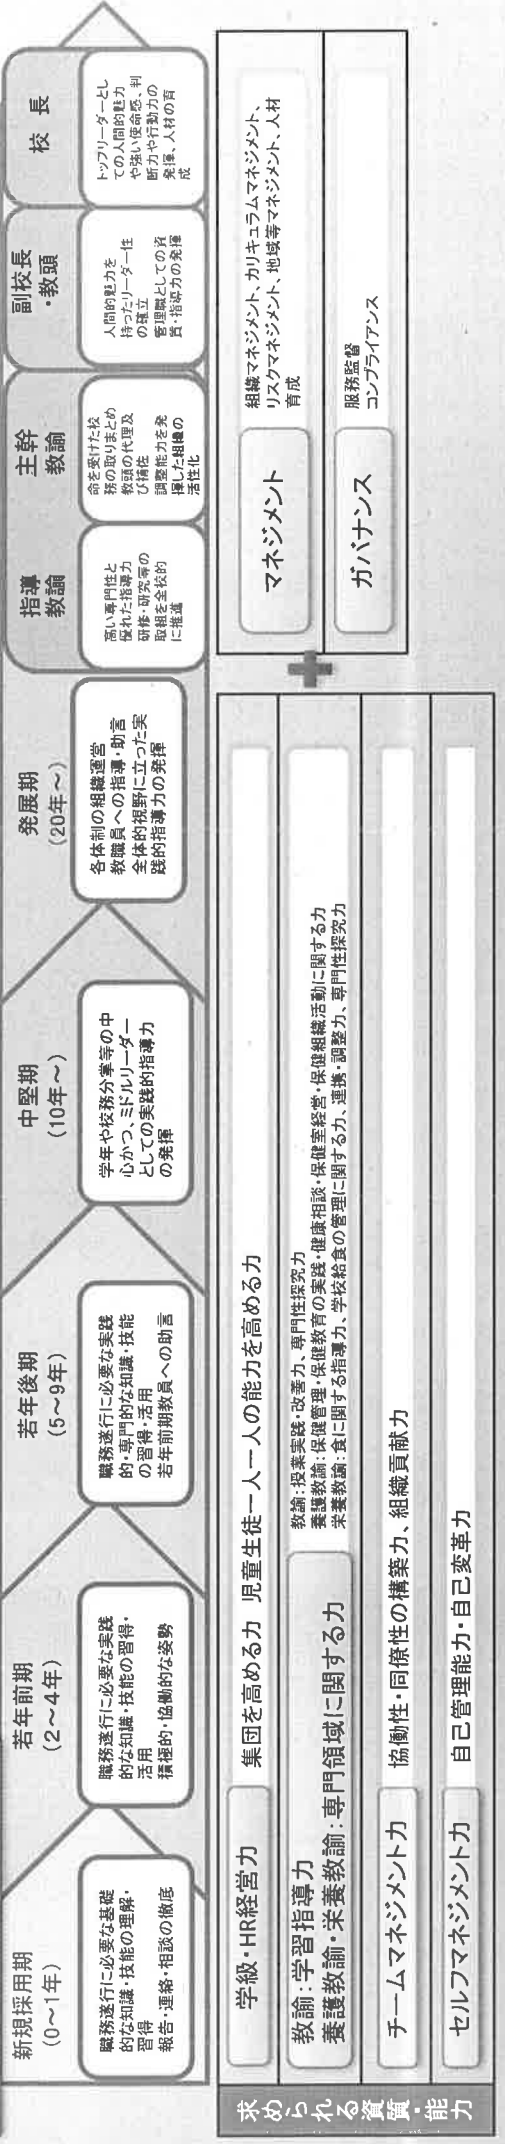 新規採用期
(0～1年)
職務遂行に必要な基礎
的な知識・技能の理解・
習得
報告・連絡・相談の徹底
若年前期
(2～4年)
職務遂行に必要な実践
的な知識・技能の習得・
活用
積極的・協働的な姿勢
若年後期
(5～9年)
職務遂行に必要な実践
的・専門的な知識・技能
の習得・活用
若年前期教員への助言
中堅期
(10年～)
学年や校務分掌等の中
心かつ、ミドルリーダー
としての実践的指導力
の発揮
発展期
(20年～)
各体制の組織運営
教職員への指導・助言
全体的視野に立った実
践的指導力の発揮
指導
教諭
高い専門性と
優れた指導力
研修・研究等の
取組を全校的
に推進
主幹
教諭
命を受けた校
務の取りまとめ
教頭の代理及
び補佐
調整能力を発
揮した組織の
活性化
副校長
・教頭
人間的魅力を
持ったリーダー性
の確立
管理職としての資
質・指導力の発揮
校 長
トップリーダーとし
ての人間的魅力
や強い使命感、判
断力や行動力の
発揮、人材の育
成
求められる資質・能力
学級・HR経営力
集団を高める力 児童生徒一人一人の能力を高める力
教諭:学習指導力
養護教諭・栄養教諭:専門領域に関する力
教諭:授業実践・改善力、専門性探究力
養護教諭:保健管理・保健教育の実践・健康相談・保健室経営・保健組織活動に関する力
栄養教諭:食に関する指導力、学校給食の管理に関する力、連携・調整力、専門性探究力
チームマネジメント力
協働性・同僚性の構築力、組織貢献力
セルフマネジメント力
自己管理能力・自己変革力
+
マネジメント
組織マネジメント、カリキュラムマネジメント、
リスクマネジメント、地域等マネジメント、人材
育成
ガバナンス
服務監督
コンプライアンス